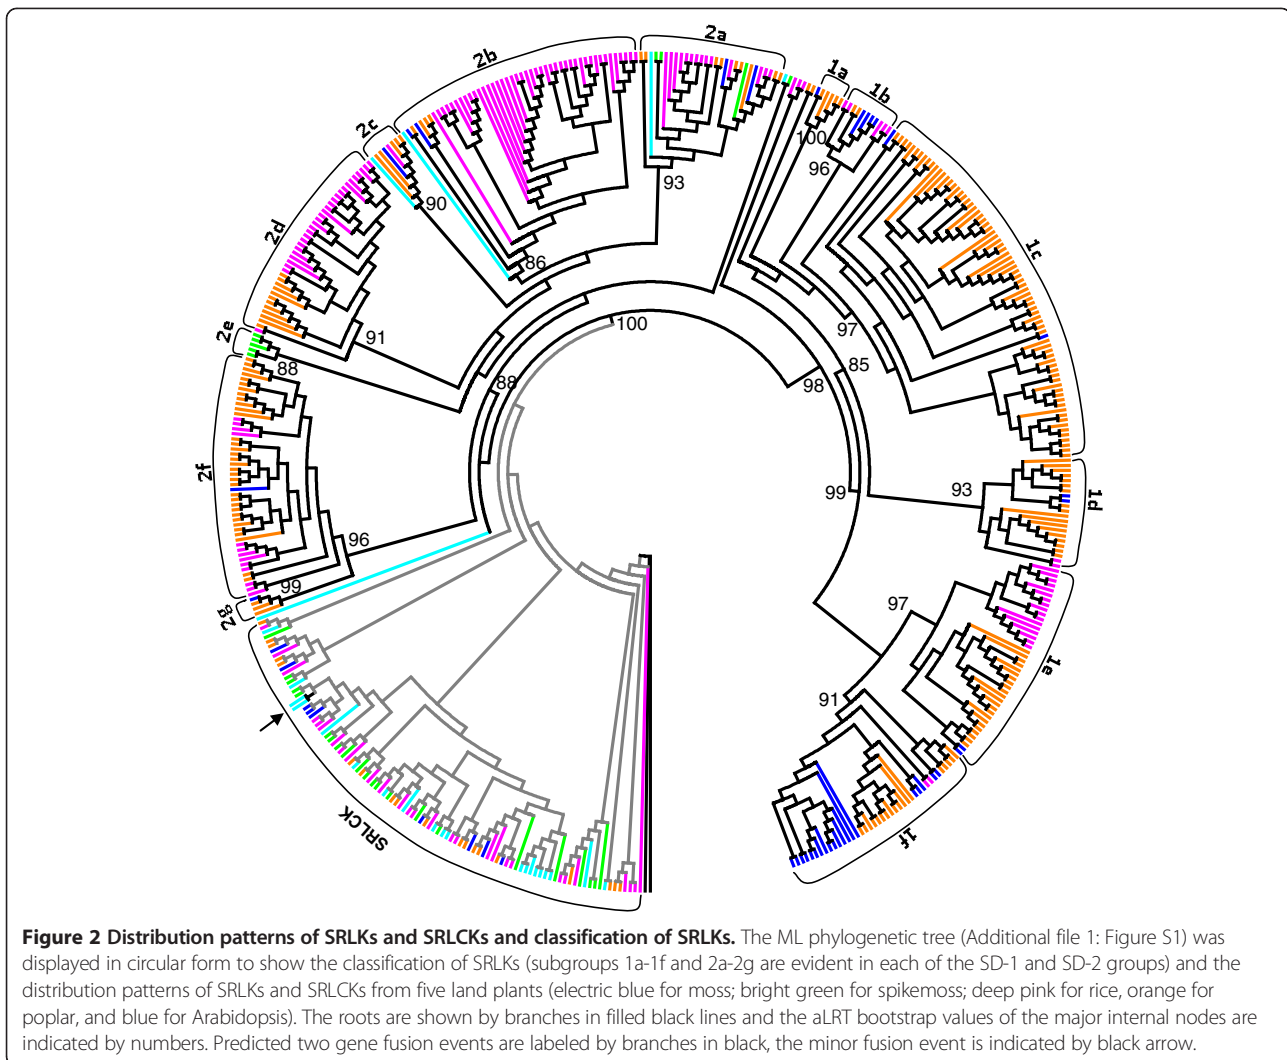 2a
2b
1a
1b
2c
100
96
93
90
2d
1c
86
2e
91
100
97
88
88
85
98
2f
93
99
1d
96
99
97
2g
1e
91
SRLCK
1f
Figure 2 Distribution patterns of SRLKs and SRLCKs and classification of SRLKs. The ML phylogenetic tree (Additional file 1: Figure S1) was
displayed in circular form to show the classification of SRLKs (subgroups 1a-1f and 2a-2g are evident in each of the SD-1 and SD-2 groups) and the
distribution patterns of SRLKs and SRLCKs from five land plants (electric blue for moss; bright green for spikemoss; deep pink for rice, orange for
poplar, and blue for Arabidopsis). The roots are shown by branches in filled black lines and the aLRT bootstrap values of the major internal nodes are
indicated by numbers. Predicted two gene fusion events are labeled by branches in black, the minor fusion event is indicated by black arrow.